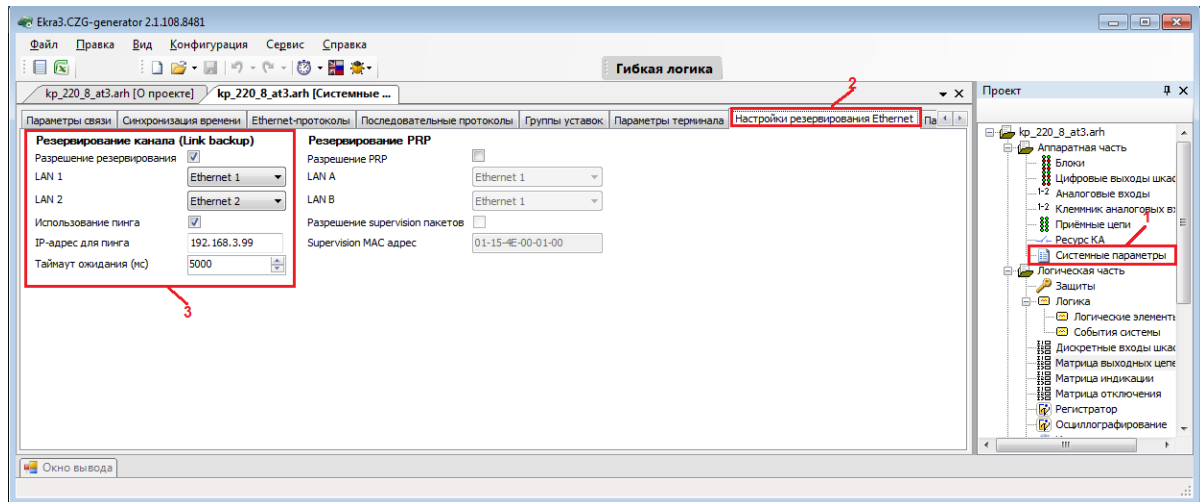 Ekra3.CZG-generator 2.1.108.8481
Файл Правка Вид Конфигурация Сервис Справка
Гибкая логика
kp_220_8_at3.arh [О проекте] kp_220_8_at3.arh [Системные ...
2
Проект
Параметры связи Синхронизация времени Ethernet-протоколы Последовательные протоколы Группы уставок Параметры терминала Настройки резервирования Ethernet Па
Резервирование канала (Link backup)
Разрешение резервирования
LAN 1 Ethernet 1
LAN 2 Ethernet 2
Использование пинга
IP-адрес для пинга 192.168.3.99
Таймаут ожидания (мс) 5000
3
Резервирование PRP
Разрешение PRP
LAN A Ethernet 1
LAN B Ethernet 1
Разрешение supervision пакетов
Supervision MAC адрес 01-15-4E-00-01-00
kp_220_8_at3.arh
Аппаратная часть
Блоки
Цифровые выходы шкаф
Аналоговые входы
Клеммник аналоговых вх
1
Приёмные цепи
Ресурс КА
Системные параметры
Логическая часть
Защиты
Логика
Логические элементы
События системы
Дискретные входы шкаф
Матрица выходных цепе
Матрица индикации
Матрица отключения
Регистратор
Осциллографирование
Окно вывода